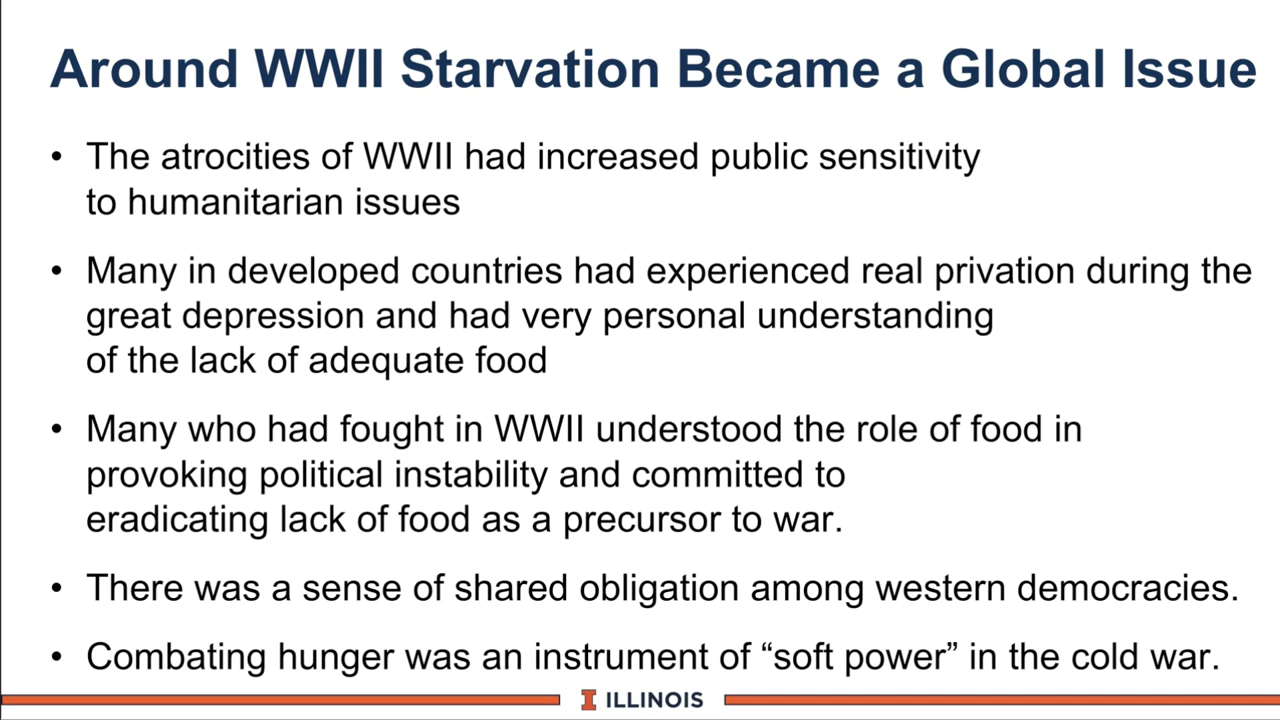 Around WWII Starvation Became a Global Issue
• The atrocities of WWII had increased public sensitivity
to humanitarian issues
• Many in developed countries had experienced real privation during the
great depression and had very personal understanding
of the lack of adequate food
• Many who had fought in WWII understood the role of food in
provoking political instability and committed to
eradicating lack of food as a precursor to war.
• There was a sense of shared obligation among western democracies.
• Combating hunger was an instrument of “soft power” in the cold war.
I ILLINOIS